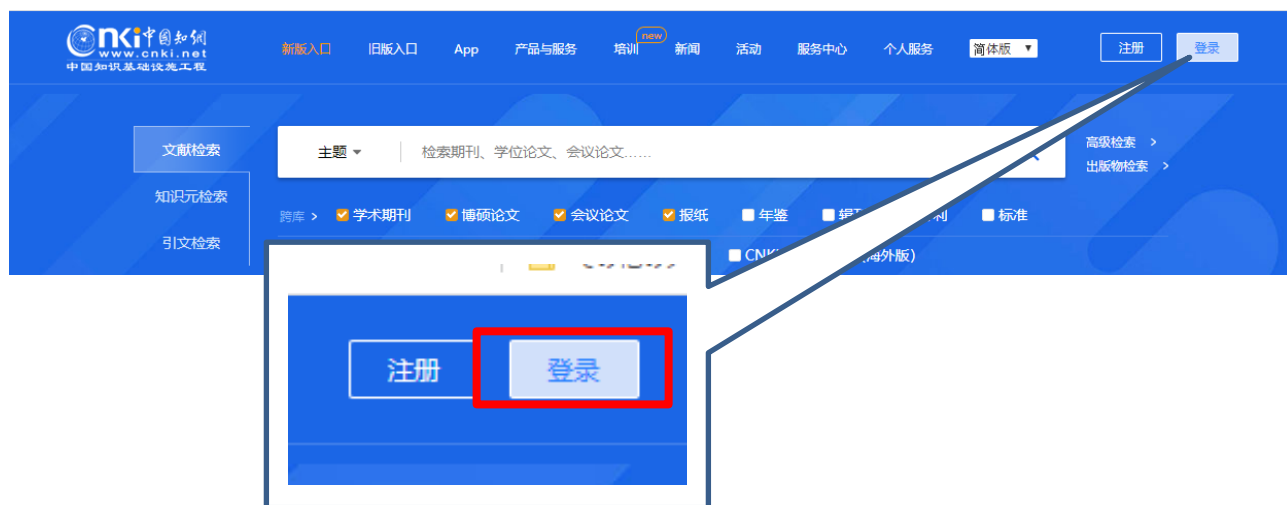 cnki中国知网
www.cnki.net
中国知识基础设施工程
新版入口 旧版入口 App 产品与服务 培训 new 新闻 活动 服务中心 个人服务 简体版 注册 登录
文献检索
知识元检索
引文检索
主题 检索期刊、学位论文、会议论文……
高级检索 >
出版物检索 >
跨库 > 学术期刊 博硕论文 会议论文 报纸 年鉴 标准
注册 登录